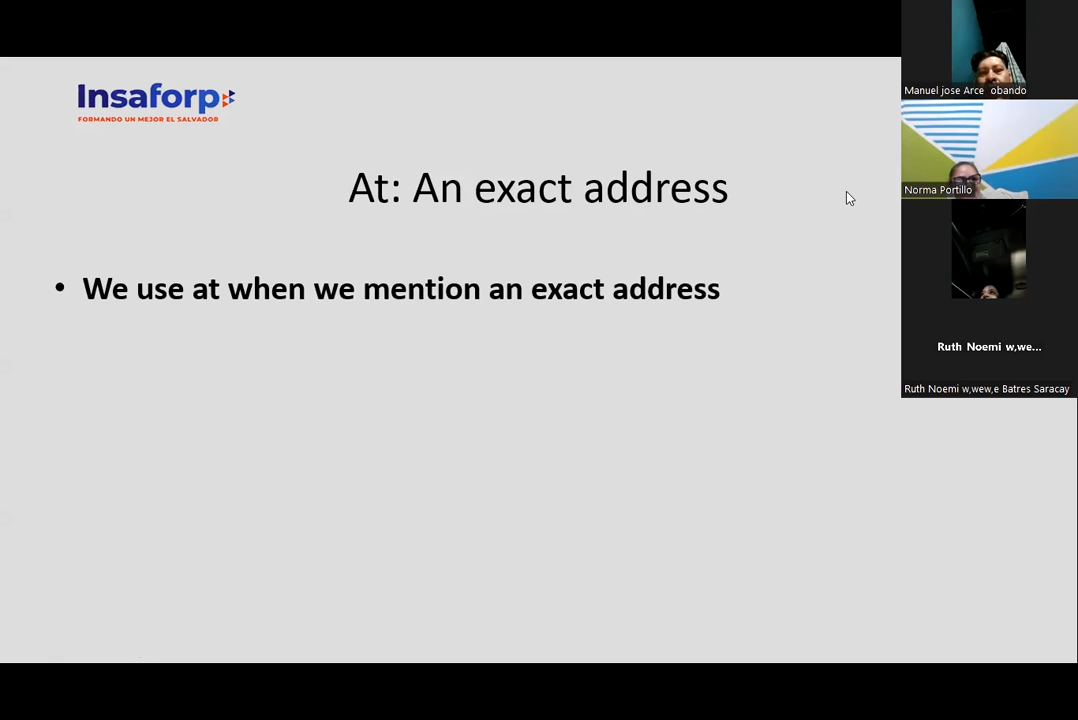 Insaforp
FORMANDO UN MEJOR EL SALVADOR
At: An exact address
• We use at when we mention an exact address
Manuel jose Arce obando
Norma Portillo
Ruth Noemi w,we...
Ruth Noemi w,wew,e Batres Saracay